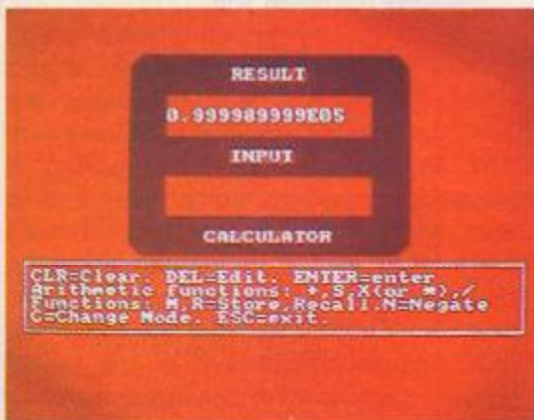 RESULT
0.999989999E05
INPUT
CALCULATOR
CLR=Clear. DEL=Edit. ENTER=enter
Arithmetic functions: +,S,X(or *),/
Functions: M,R=Store,Recall.N=Negate
C=Change Mode. ESC=exit.